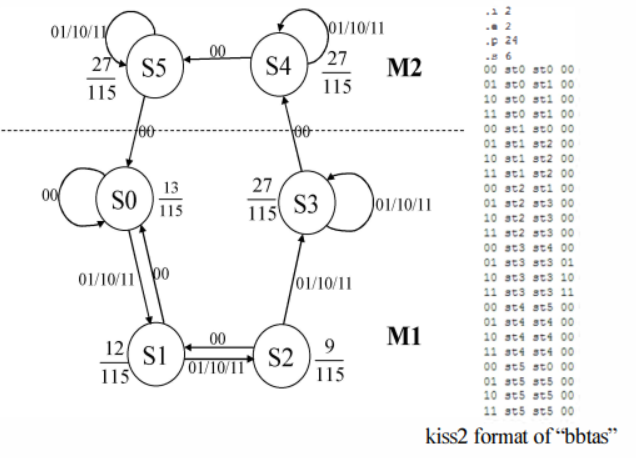 01/10/11
27
115
S5
00
S4
01/10/11
27
115
M2
00
00
00
S0
13
115
27
115
S3
01/10/11
01/10/11
00
01/10/11
12
115
S1
00
01/10/11
S2
9
115
M1
.i 2
.o 2
.p 24
.s 6
00 st0 st0 00
01 st0 st1 00
10 st0 st1 00
11 st0 st1 00
00 st1 st0 00
01 st1 st2 00
10 st1 st2 00
11 st1 st2 00
00 st2 st1 00
01 st2 st3 00
10 st2 st3 00
11 st2 st3 00
00 st3 st4 00
01 st3 st3 01
10 st3 st3 10
11 st3 st3 11
00 st4 st5 00
01 st4 st4 00
10 st4 st4 00
11 st4 st4 00
00 st5 st0 00
01 st5 st5 00
10 st5 st5 00
11 st5 st5 00
kiss2 format of “bbtas”